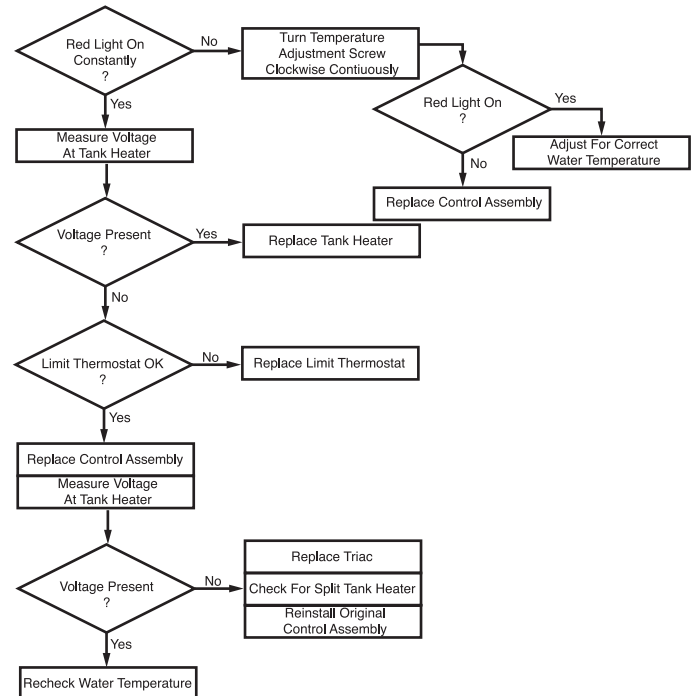 Red Light On
Constantly
?
No
Turn Temperature
Adjustment Screw
Clockwise Contiuously
Red Light On
?
Yes
Adjust For Correct
Water Temperature
No
Replace Control Assembly
Yes
Measure Voltage
At Tank Heater
Voltage Present
?
Yes
Replace Tank Heater
No
Limit Thermostat OK
?
No
Replace Limit Thermostat
Yes
Replace Control Assembly
Measure Voltage
At Tank Heater
Voltage Present
?
No
Replace Triac
Check For Split Tank Heater
Reinstall Original
Control Assembly
Yes
Recheck Water Temperature